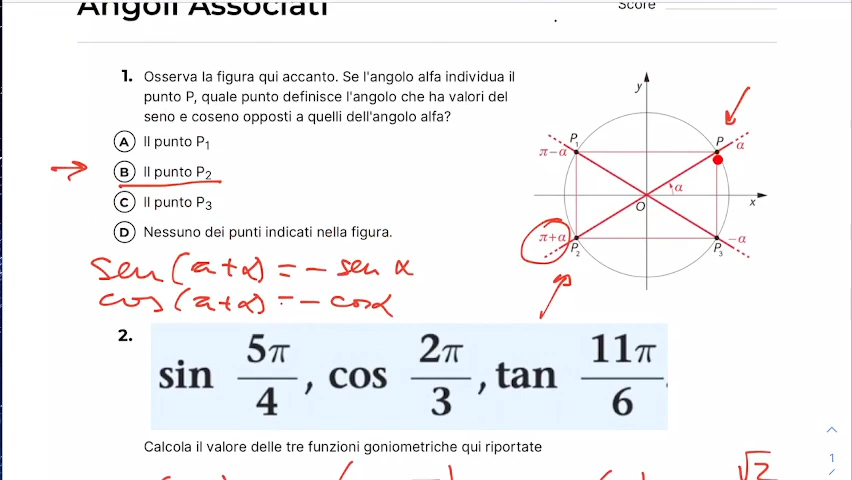 Angoli Associati
Score
1. Osserva la figura qui accanto. Se l'angolo alfa individua il
punto P, quale punto definisce l'angolo che ha valori del
seno e coseno opposti a quelli dell'angolo alfa?
A Il punto P1
B Il punto P2
C Il punto P3
D Nessuno dei punti indicati nella figura.
y
P1
P
π-α
α
α
O
x
π+α
P2
P3
-α
sen (π+α) = - sen α
cos (π+α) = - cosα
2.
sin 5π/4, cos 2π/3, tan 11π/6.
Calcola il valore delle tre funzioni goniometriche qui riportate
√2
1